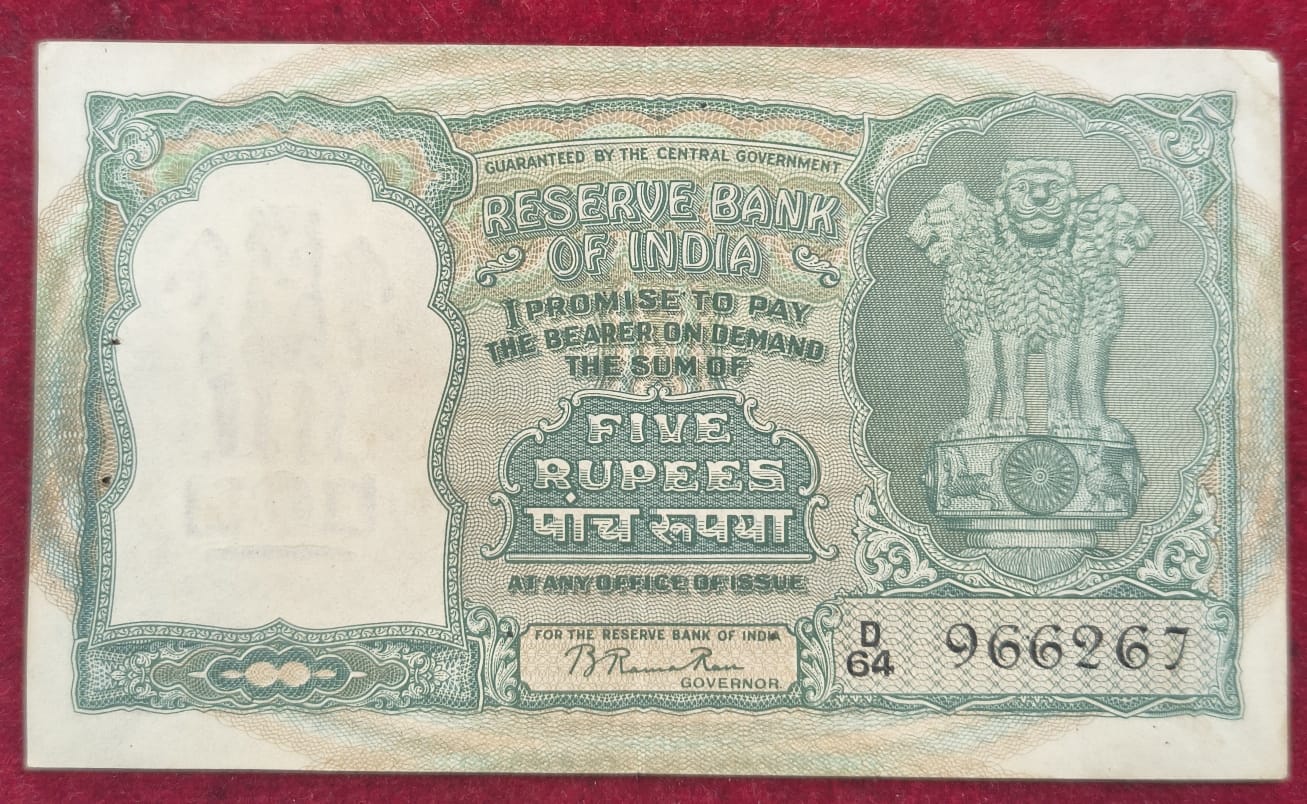 5
5
GUARANTEED BY THE CENTRAL GOVERNMENT
RESERVE BANK
OF INDIA
I PROMISE TO PAY
THE BEARER ON DEMAND
THE SUM OF
FIVE
RUPEES
पांच रूपया
AT ANY OFFICE OF ISSUE
FOR THE RESERVE BANK OF INDIA
B Rama Rau
GOVERNOR.
D
64
966267